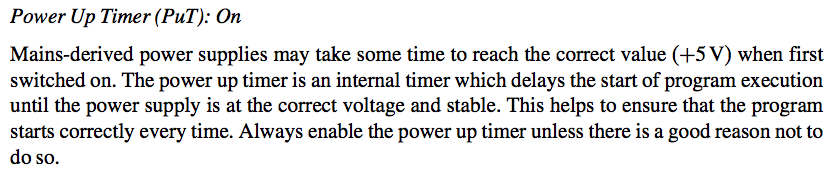 Power Up Timer (PuT): On
Mains-derived power supplies may take some time to reach the correct value (+5 V) when first
switched on. The power up timer is an internal timer which delays the start of program execution
until the power supply is at the correct voltage and stable. This helps to ensure that the program
starts correctly every time. Always enable the power up timer unless there is a good reason not to
do so.